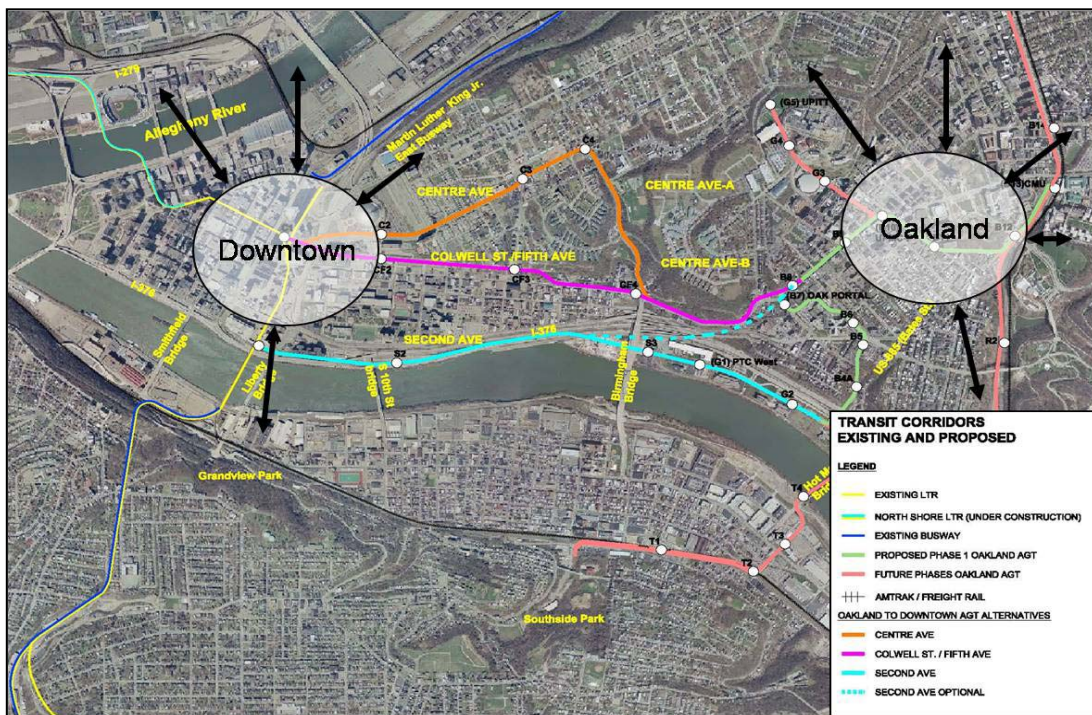 I-279
Allegheny River
Martin Luther King Jr.
East Busway
C4
C3
CENTRE AVE
CENTRE AVE-A
(G5) UPITT
G4
G3
B1
CMU
C2
Downtown
Oakland
B12
COLWELL ST./FIFTH AVE
CF2
CF3
CENTRE AVE-B
CF4
B8
(B7) OAK PORTAL
I-376
SECOND AVE
I-376
B6
B5
R2
S2
S3
(G1) PTC West
B4A
G2
Smithfield
Bridge
S 10th St
bridge
Birmingham
Bridge
Grandview Park
T4
T1
T2
T3
Southside Park
TRANSIT CORRIDORS
EXISTING AND PROPOSED
LEGEND
EXISTING LTR
NORTH SHORE LTR (UNDER CONSTRUCTION)
EXISTING BUSWAY
PROPOSED PHASE 1 OAKLAND AGT
FUTURE PHASES OAKLAND AGT
AMTRAK / FREIGHT RAIL
OAKLAND TO DOWNTOWN AGT ALTERNATIVES
CENTRE AVE
COLWELL ST. / FIFTH AVE
SECOND AVE
SECOND AVE OPTIONAL